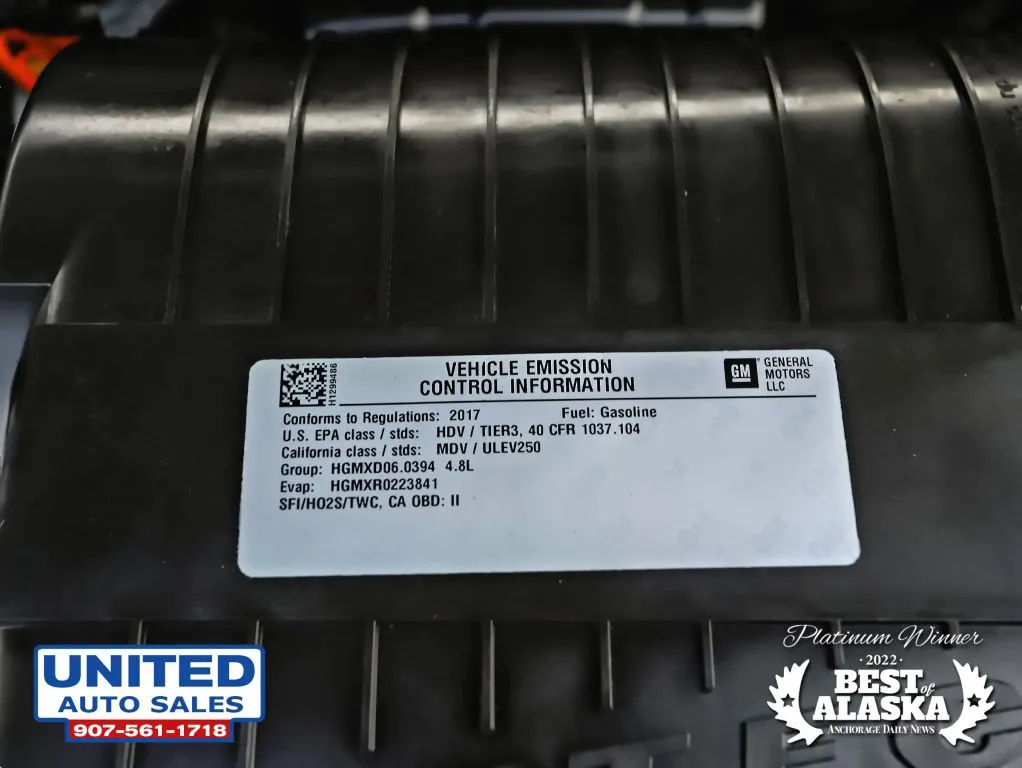 H1299486
VEHICLE EMISSION
CONTROL INFORMATION
GM
GENERAL
MOTORS
LLC
Conforms to Regulations: 2017 Fuel: Gasoline
U.S. EPA class / stds: HDV / TIER3, 40 CFR 1037.104
California class / stds: MDV / ULEV250
Group: HGMXD06.0394 4.8L
Evap: HGMXR0223841
SFI/HO2S/TWC, CA OBD: II
UNITED
AUTO SALES
907-561-1718
Platinum Winner
·2022·
BEST of
ALASKA
ANCHORAGE DAILY NEWS